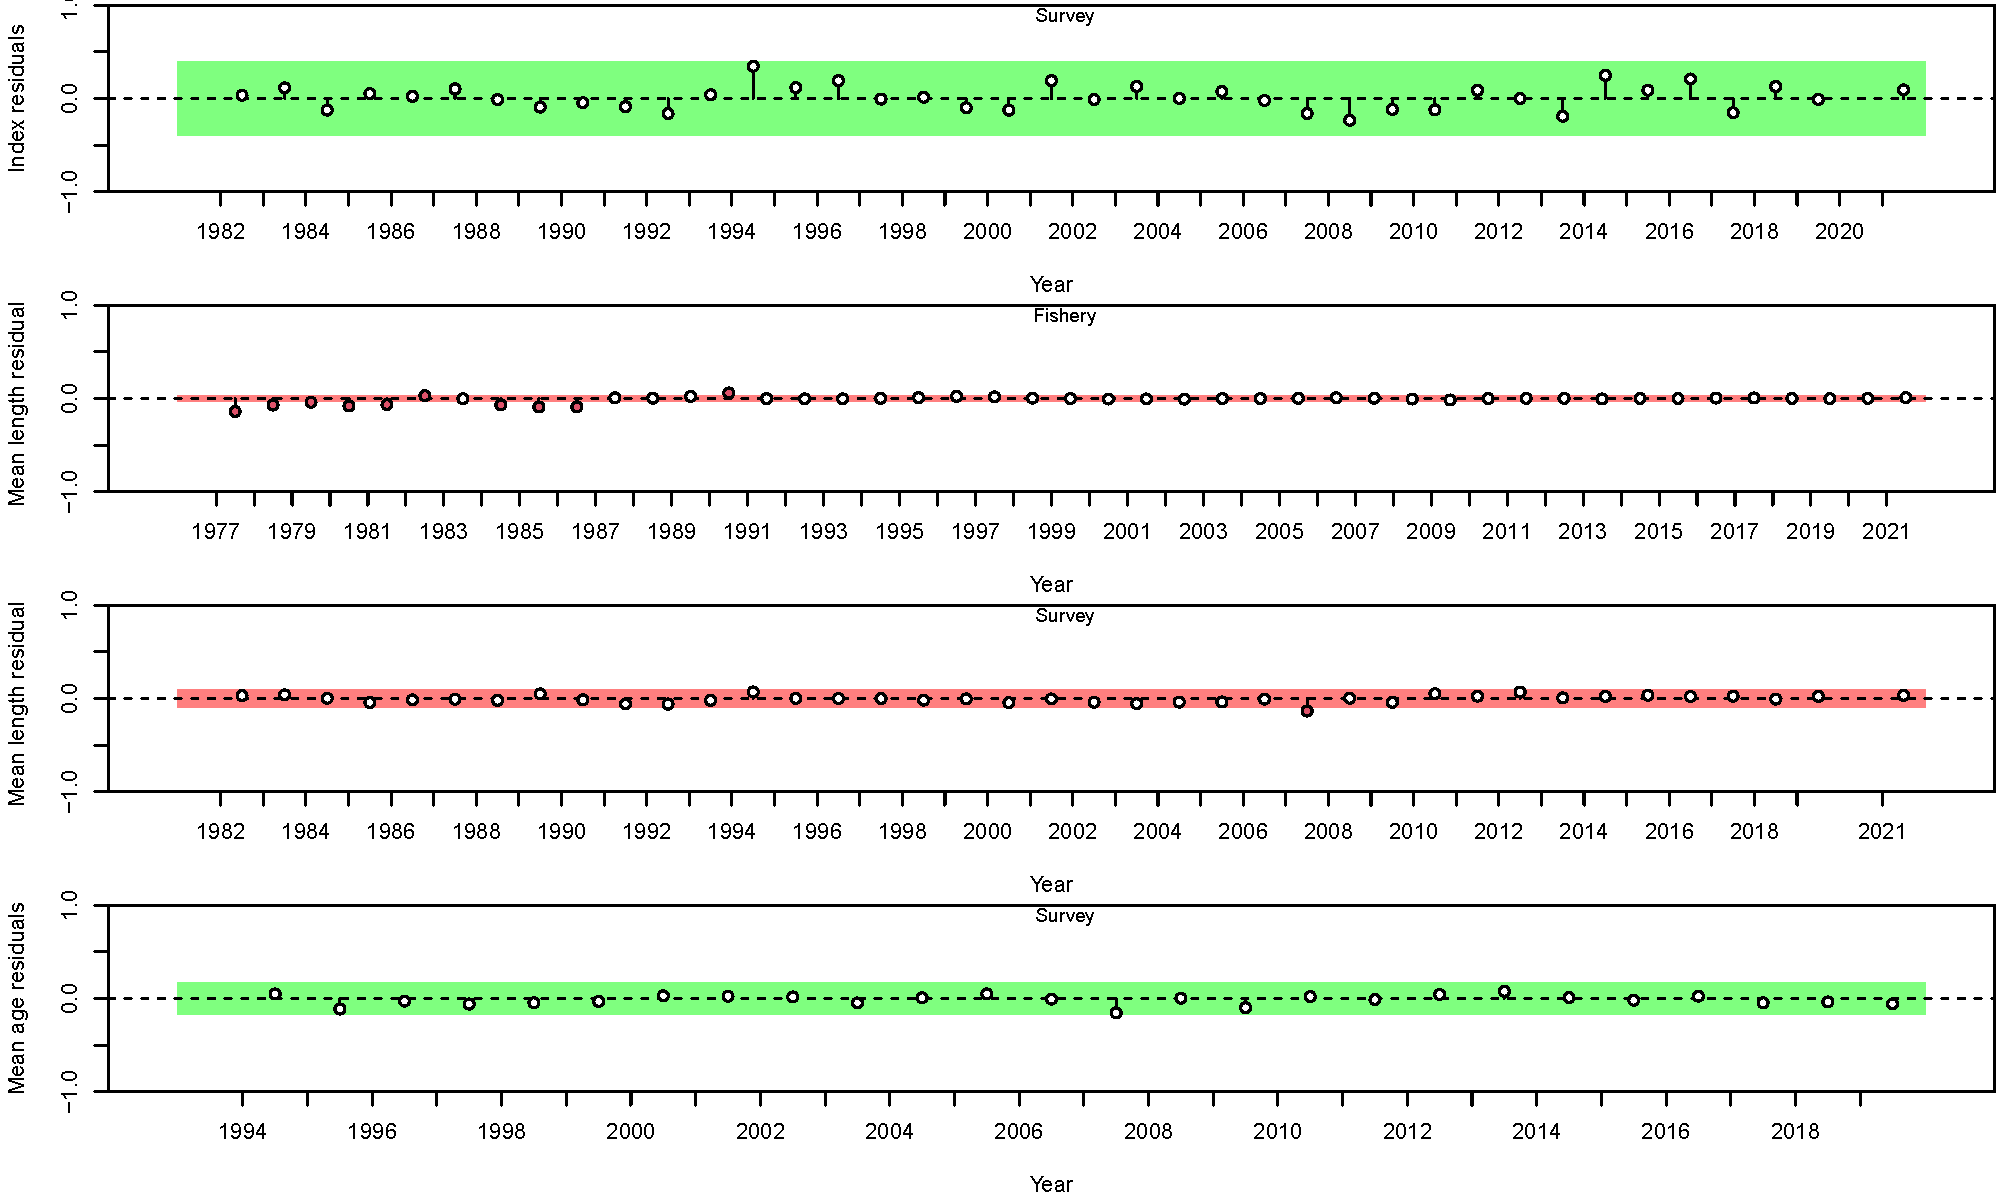 Survey
Index residuals
1.0
0.0
−1.0
1982 1984 1986 1988 1990 1992 1994 1996 1998 2000 2002 2004 2006 2008 2010 2012 2014 2016 2018 2020
Year
Fishery
Mean length residual
1.0
0.0
−1.0
1977 1979 1981 1983 1985 1987 1989 1991 1993 1995 1997 1999 2001 2003 2005 2007 2009 2011 2013 2015 2017 2019 2021
Year
Survey
Mean length residual
1.0
0.0
−1.0
1982 1984 1986 1988 1990 1992 1994 1996 1998 2000 2002 2004 2006 2008 2010 2012 2014 2016 2018 2021
Year
Survey
Mean age residuals
1.0
0.0
−1.0
1994 1996 1998 2000 2002 2004 2006 2008 2010 2012 2014 2016 2018
Year